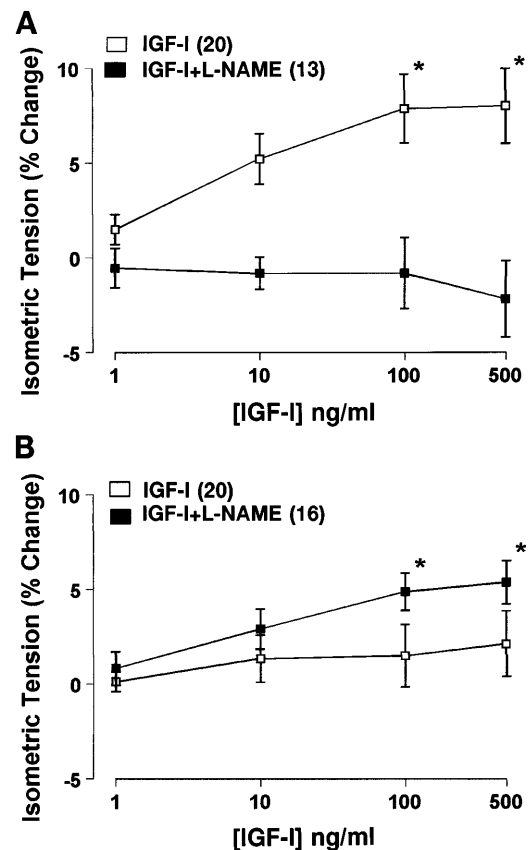 A
IGF-I (20)
IGF-I+L-NAME (13)
Isometric Tension (% Change)
10
5
0
-5
*
*
1
10
100
500
[IGF-I] ng/ml
B
IGF-I (20)
IGF-I+L-NAME (16)
Isometric Tension (% Change)
10
5
0
-5
*
*
1
10
100
500
[IGF-I] ng/ml